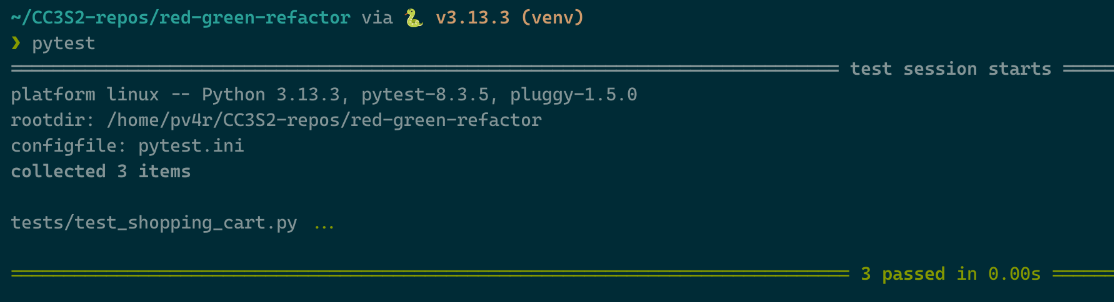 ~/CC3S2-repos/red-green-refactor via 🐍 v3.13.3 (venv)
❯ pytest
═══════════════════════════ test session starts ═══════
platform linux -- Python 3.13.3, pytest-8.3.5, pluggy-1.5.0
rootdir: /home/pv4r/CC3S2-repos/red-green-refactor
configfile: pytest.ini
collected 3 items
tests/test_shopping_cart.py ...
═══════════════════════════ 3 passed in 0.00s ═══════